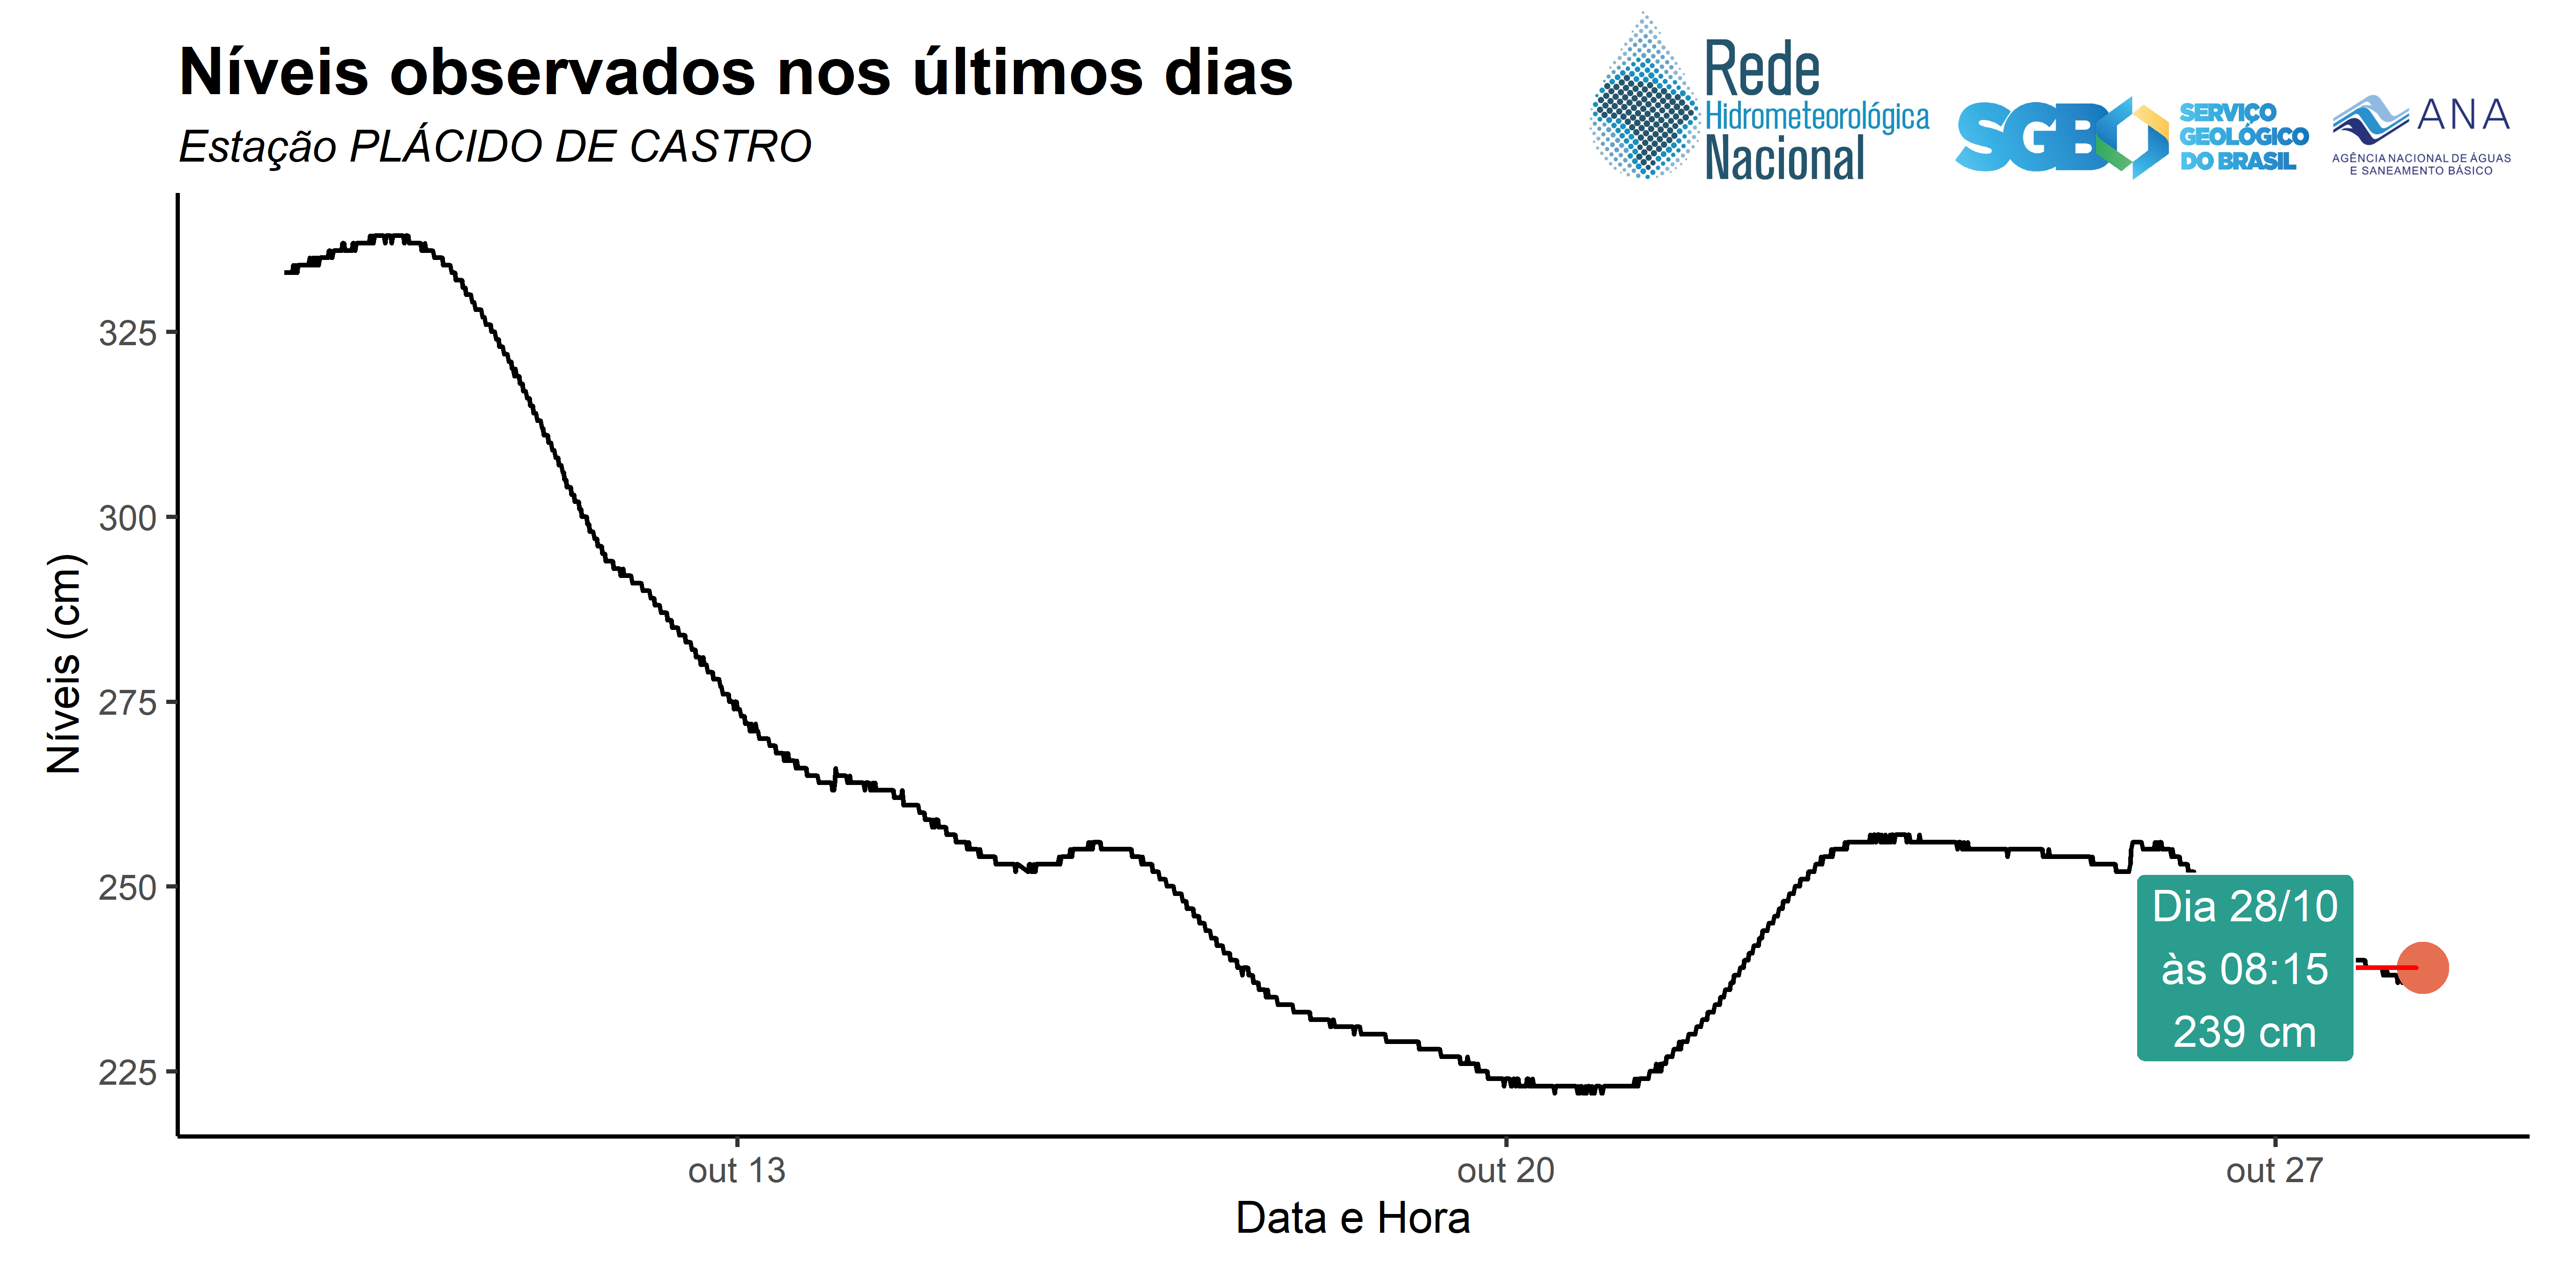 Níveis observados nos últimos dias
Estação PLÁCIDO DE CASTRO
Rede
Hidrometeorológica
Nacional
SGB
SERVIÇO
GEOLÓGICO
DO BRASIL
ANA
AGÊNCIA NACIONAL DE ÁGUAS
E SANEAMENTO BÁSICO
Níveis (cm)
325
300
275
250
225
Dia 28/10
às 08:15
239 cm
out 13
out 20
out 27
Data e Hora